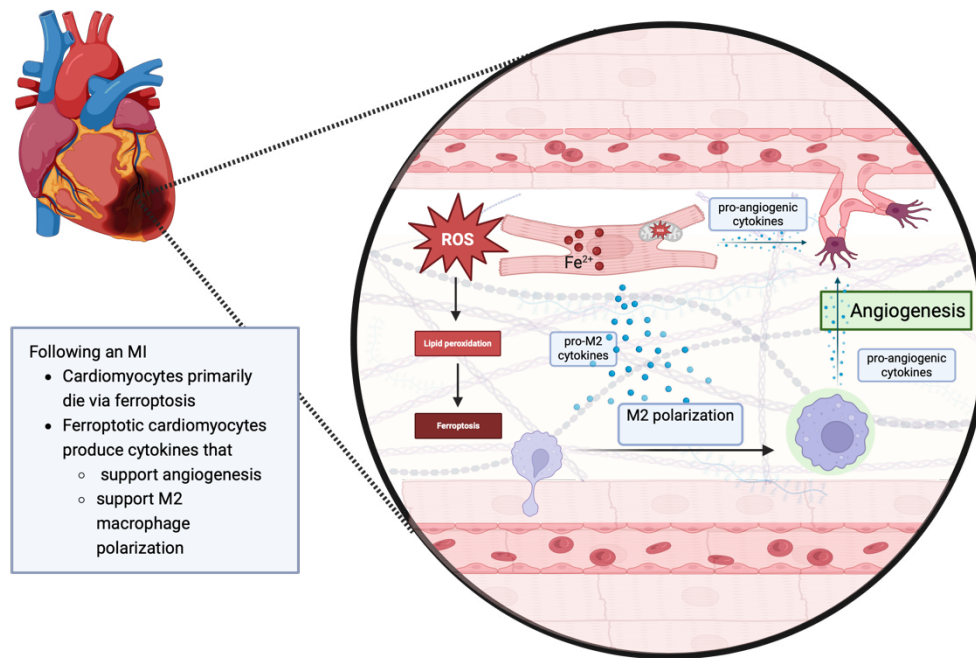 ROS
Fe2+
pro-angiogenic
cytokines
Angiogenesis
Lipid peroxidation
pro-M2
cytokines
pro-angiogenic
cytokines
M2 polarization
Ferroptosis
Following an MI
• Cardiomyocytes primarily
die via ferroptosis
• Ferroptotic cardiomyocytes
produce cytokines that
○ support angiogenesis
○ support M2
macrophage
polarization